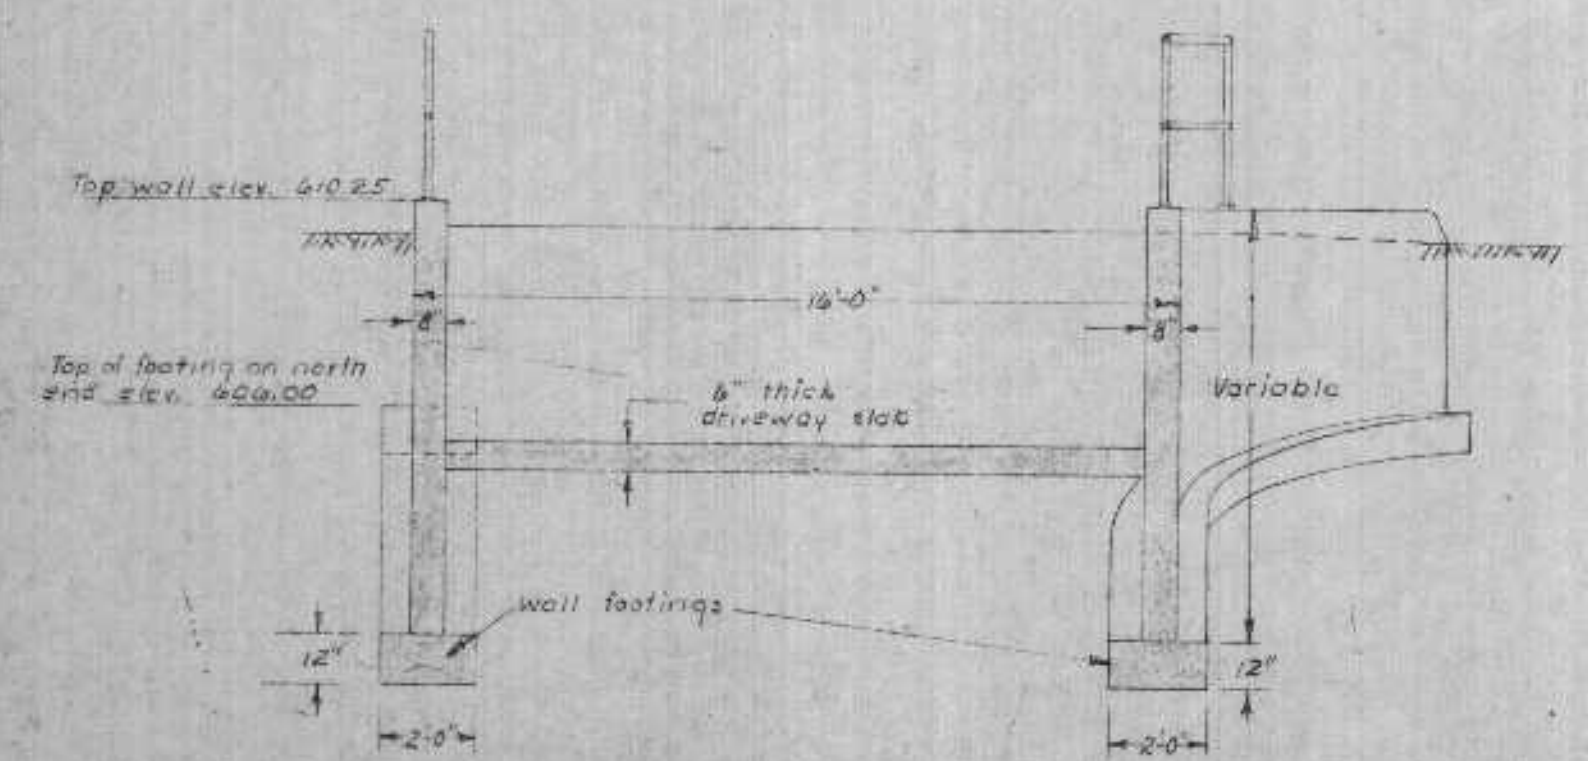 Top wall elev. 610.25
16'-0"
8"
8"
Top of footing on north
end elev. 606.00
6" thick
driveway slab
Variable
wall footings
12"
12"
2'-0"
2'-0"